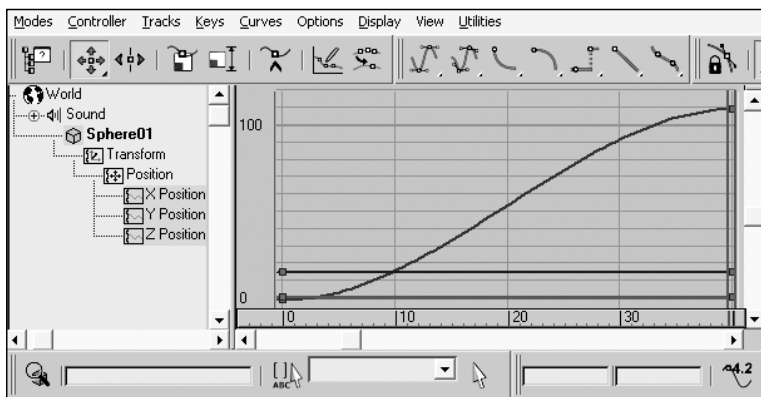 Modes Controller Tracks Keys Curves Options Display View Utilities
World
Sound
Sphere01
Transform
Position
X Position
Y Position
Z Position
100
0
0 10 20 30
[ ] ABC
4.2